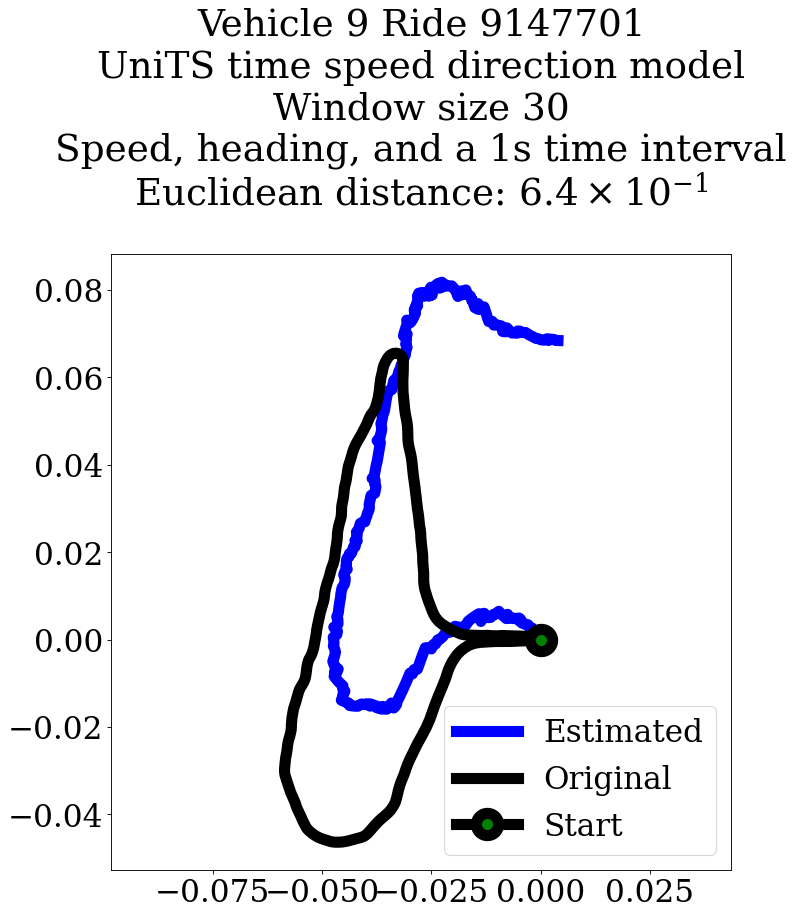 Vehicle 9 Ride 9147701
UniTS time speed direction model
Window size 30
Speed, heading, and a 1s time interval
Euclidean distance: 6.4 × 10⁻¹
0.08
0.06
0.04
0.02
0.00
−0.02
−0.04
Estimated
Original
Start
−0.075 −0.050 −0.025 0.000 0.025